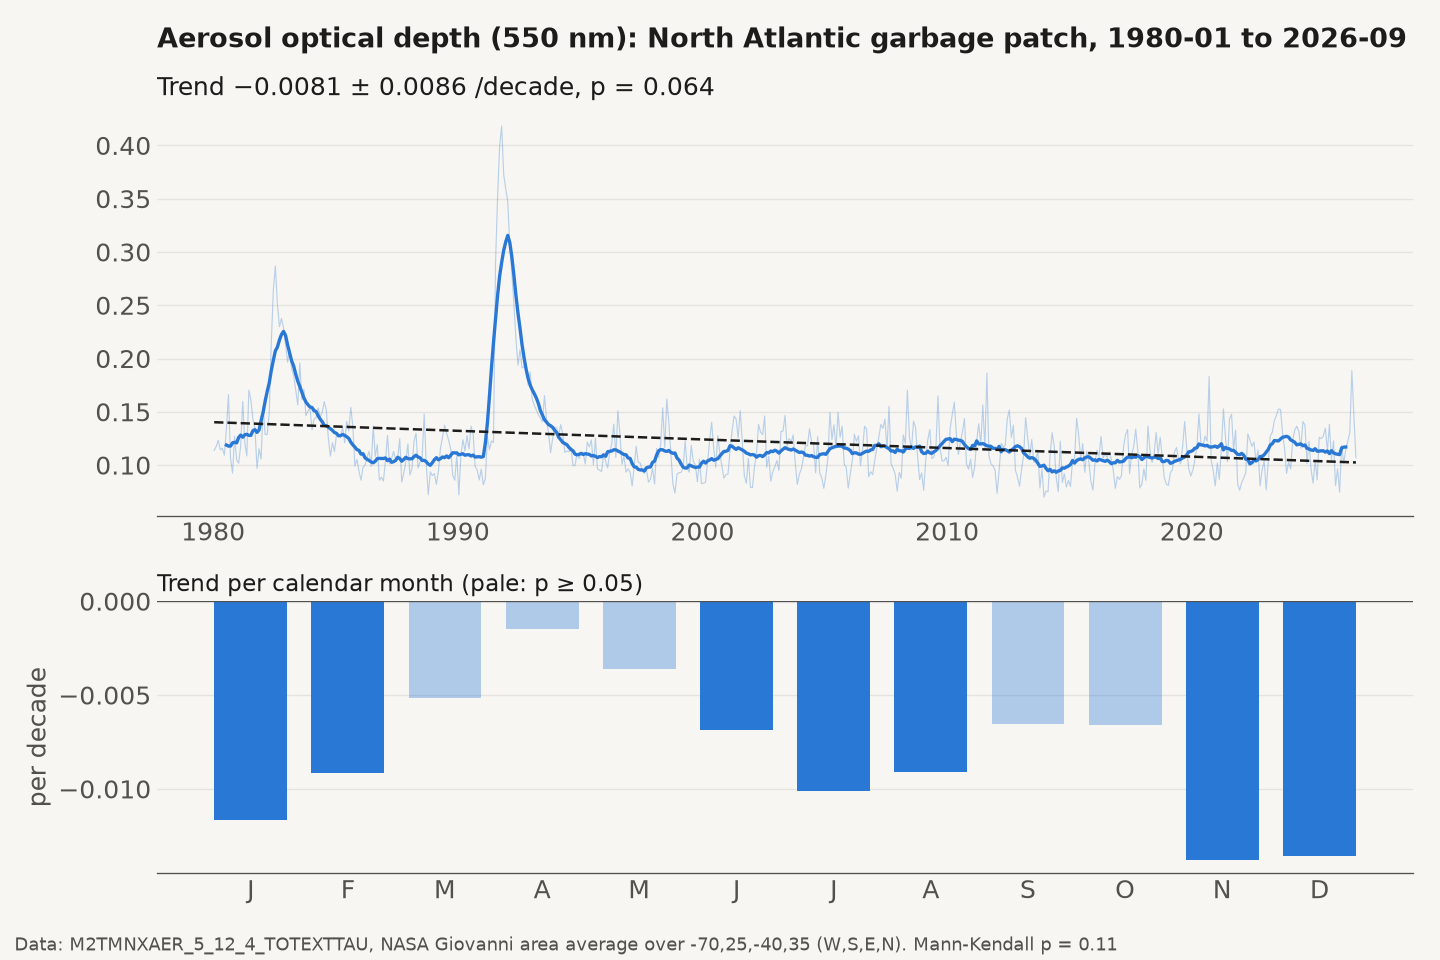 Aerosol optical depth (550 nm): North Atlantic garbage patch, 1980-01 to 2026-09
Trend −0.0081 ± 0.0086 /decade, p = 0.064
0.40
0.35
0.30
0.25
0.20
0.15
0.10
1980 1990 2000 2010 2020
Trend per calendar month (pale: p ≥ 0.05)
0.000
−0.005
−0.010
per decade
J F M A M J J A S O N D
Data: M2TMNXAER_5_12_4_TOTEXTTAU, NASA Giovanni area average over -70,25,-40,35 (W,S,E,N). Mann-Kendall p = 0.11